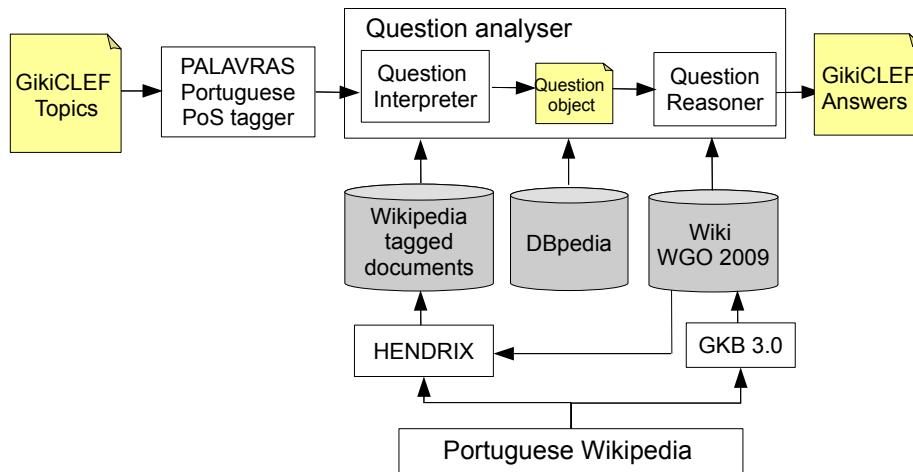 Question analyser
GikiCLEF
Topics
PALAVRAS
Portuguese
PoS tagger
Question
Interpreter
Question
object
Question
Reasoner
GikiCLEF
Answers
Wikipedia
tagged
documents
DBpedia
Wiki
WGO 2009
HENDRIX
GKB 3.0
Portuguese Wikipedia